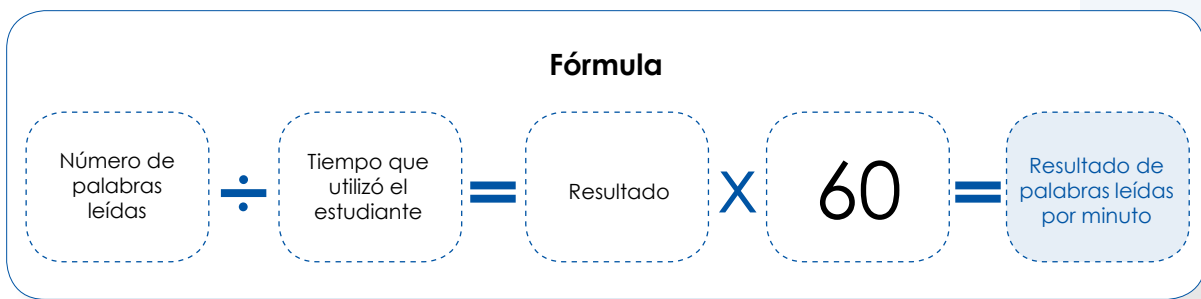 Fórmula
Número de
palabras
leídas
÷
Tiempo que
utilizó el
estudiante
=
Resultado
X
60
=
Resultado de
palabras leídas
por minuto